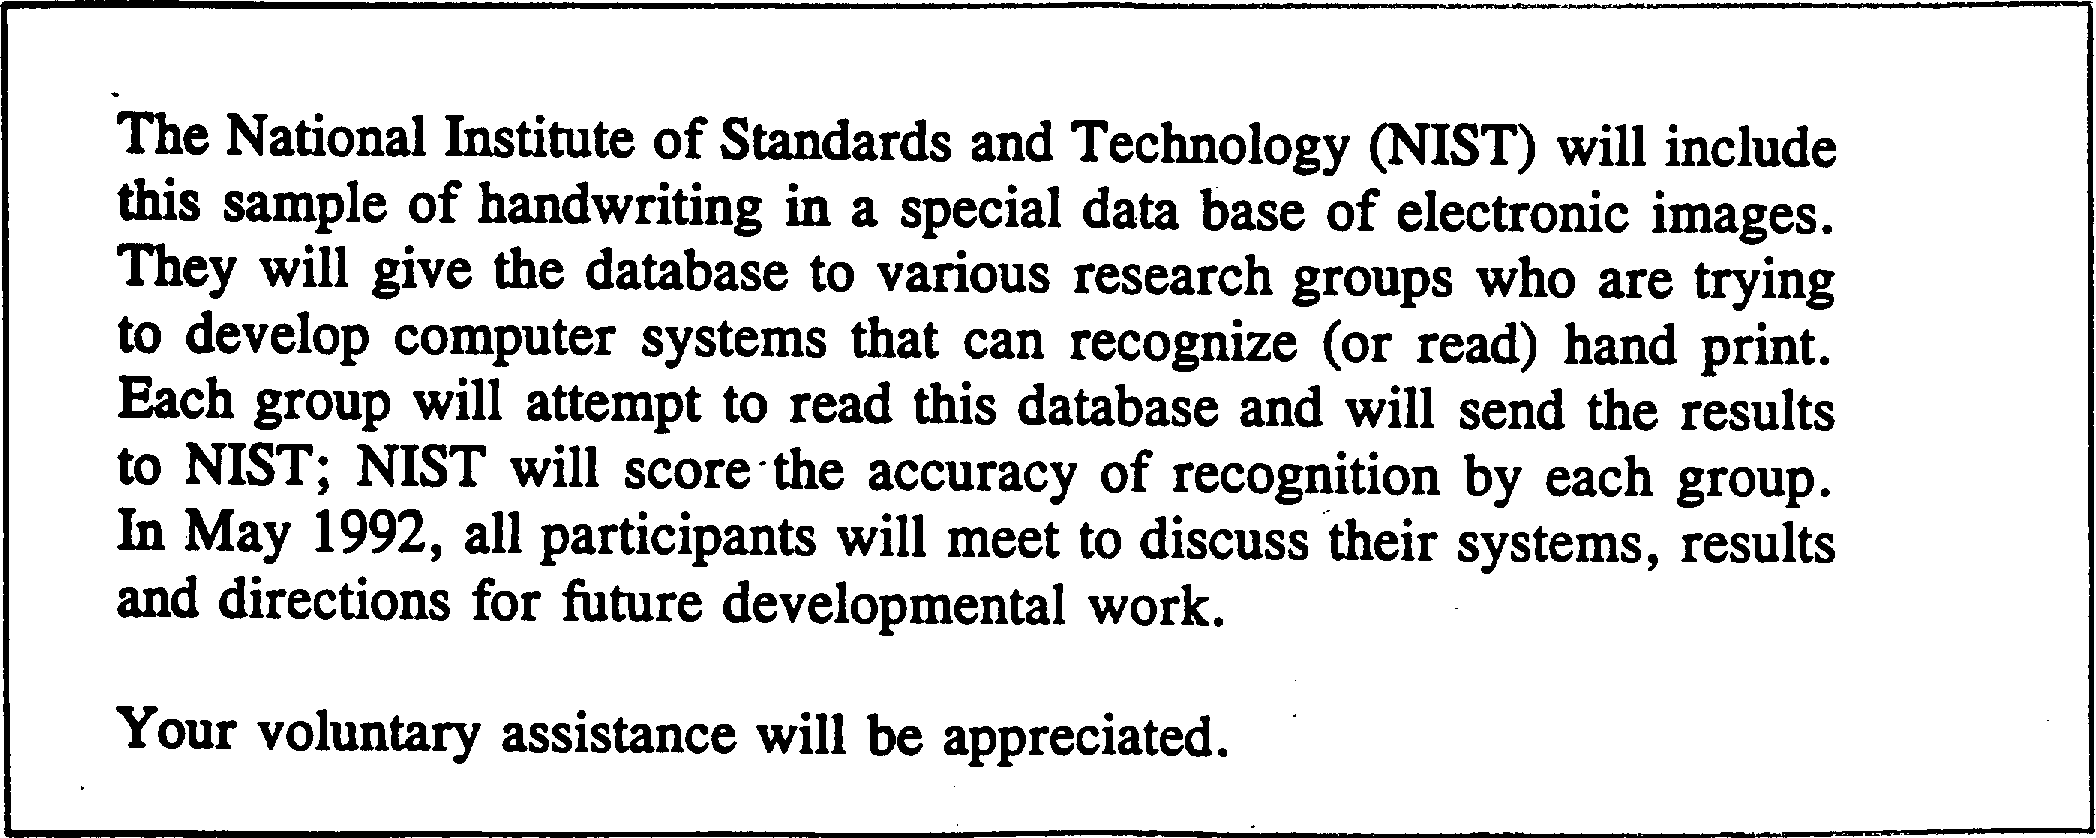 The National Institute of Standards and Technology (NIST) will include
this sample of handwriting in a special data base of electronic images.
They will give the database to various research groups who are trying
to develop computer systems that can recognize (or read) hand print.
Each group will attempt to read this database and will send the results
to NIST; NIST will score the accuracy of recognition by each group.
In May 1992, all participants will meet to discuss their systems, results
and directions for future developmental work.
Your voluntary assistance will be appreciated.